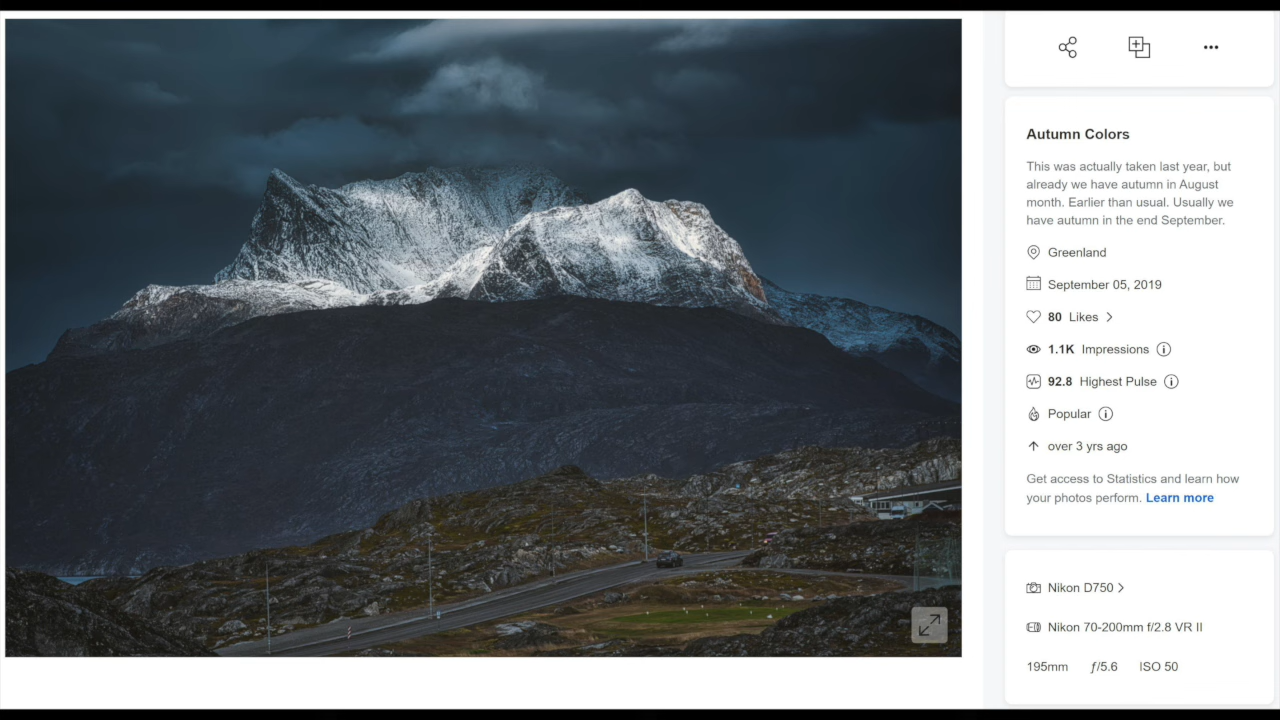 Autumn Colors
This was actually taken last year, but
already we have autumn in August
month. Earlier than usual. Usually we
have autumn in the end September.
Greenland
September 05, 2019
80 Likes
1.1K Impressions
92.8 Highest Pulse
Popular
over 3 yrs ago
Get access to Statistics and learn how
your photos perform. Learn more
Nikon D750
Nikon 70-200mm f/2.8 VR II
195mm ƒ/5.6 ISO 50